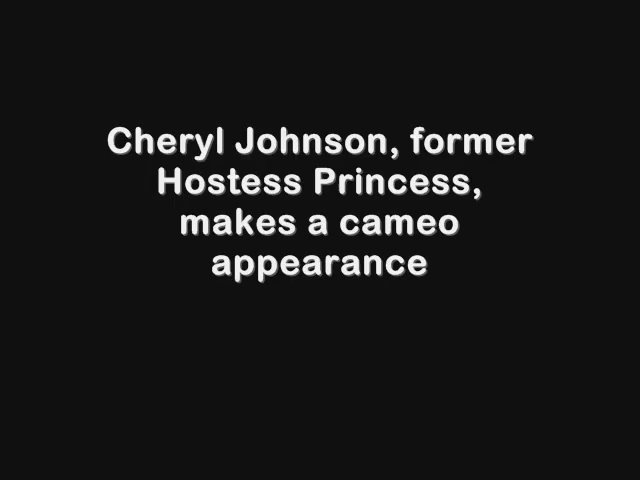 Cheryl Johnson, former
Hostess Princess,
makes a cameo
appearance